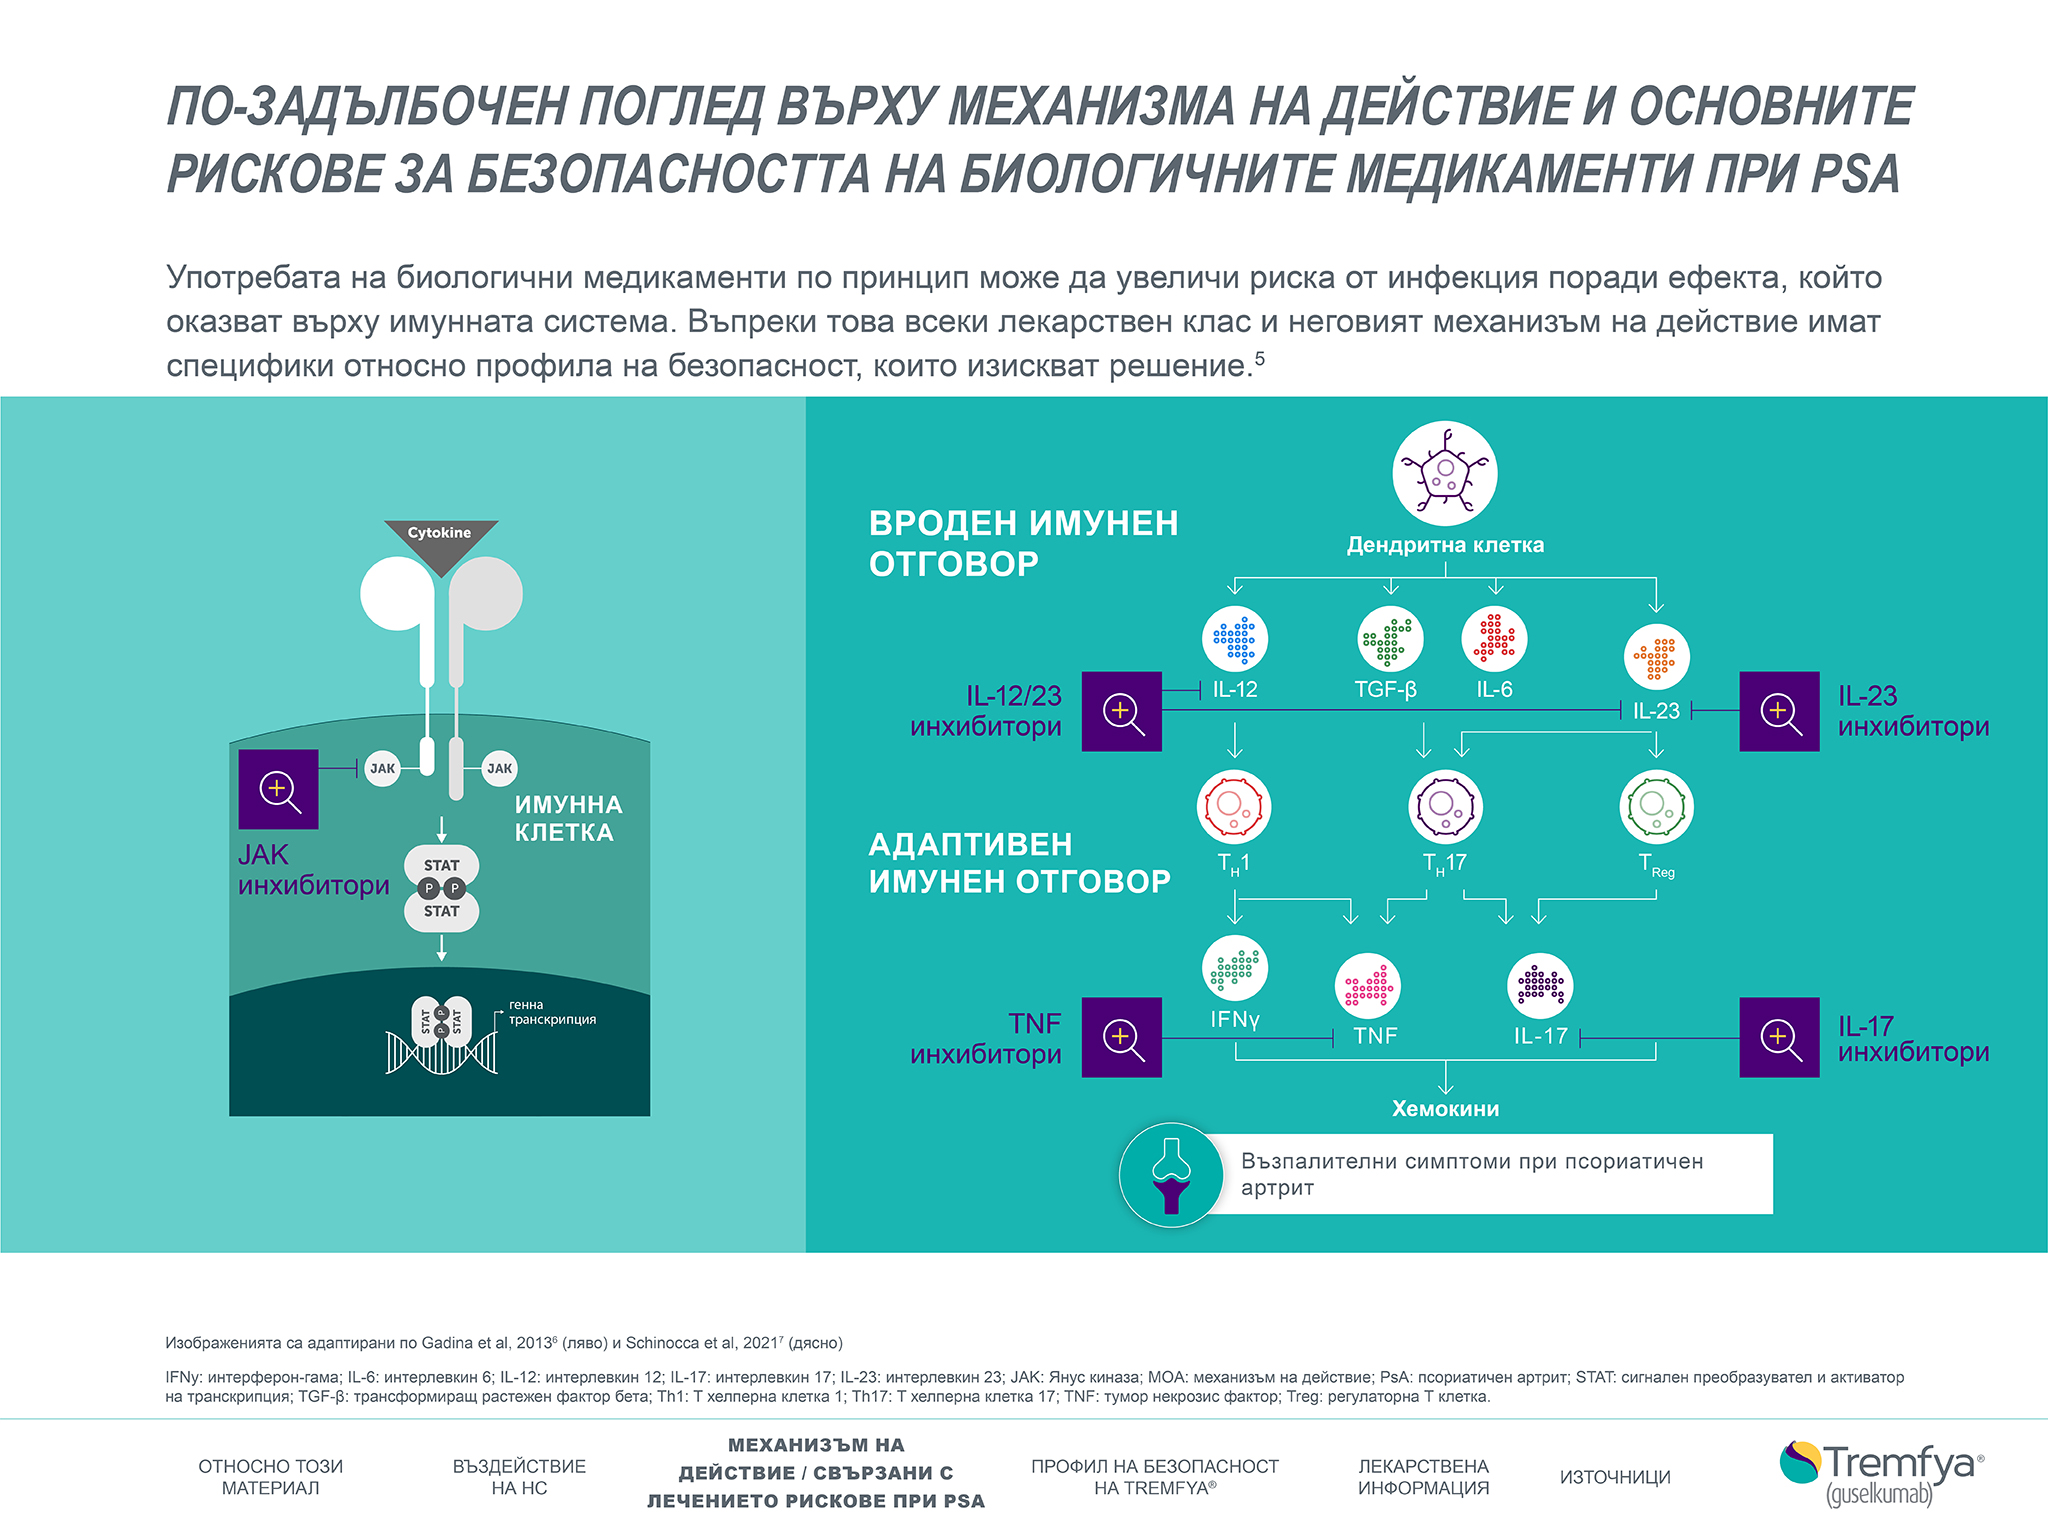 ПО-ЗАДЪЛБОЧЕН ПОГЛЕД ВЪРХУ МЕХАНИЗМА НА ДЕЙСТВИЕ И ОСНОВНИТЕ
РИСКОВЕ ЗА БЕЗОПАСНОСТТА НА БИОЛОГИЧНИТЕ МЕДИКАМЕНТИ ПРИ PSA
Употребата на биологични медикаменти по принцип може да увеличи риска от инфекция поради ефекта, който
оказват върху имунната система. Въпреки това всеки лекарствен клас и неговият механизъм на действие имат
специфики относно профила на безопасност, които изискват решение.5
Cytokine
JAK
JAK
ИМУННА
КЛЕТКА
JAK
инхибитори
STAT
P P
STAT
STAT
P
P
STAT
генна
транскрипция
ВРОДЕН ИМУНЕН
ОТГОВОР
Дендритна клетка
IL-12
TGF-β
IL-6
IL-23
IL-12/23
инхибитори
IL-23
инхибитори
АДАПТИВЕН
ИМУНЕН ОТГОВОР
TH1
TH17
TReg
IFNγ
TNF
IL-17
TNF
инхибитори
IL-17
инхибитори
Хемокини
Възпалителни симптоми при псориатичен
артрит
Изображенията са адаптирани по Gadina et al, 20136 (ляво) и Schinocca et al, 20217 (дясно)
IFNy: интерферон-гама; IL-6: интерлевкин 6; IL-12: интерлевкин 12; IL-17: интерлевкин 17; IL-23: интерлевкин 23; JAK: Янус киназа; MOA: механизъм на действие; PsA: псориатичен артрит; STAT: сигнален преобразувател и активатор
на транскрипция; TGF-β: трансформиращ растежен фактор бета; Th1: Т хелперна клетка 1; Th17: Т хелперна клетка 17; TNF: тумор некрозис фактор; Treg: регулаторна Т клетка.
ОТНОСНО ТОЗИ
МАТЕРИАЛ
ВЪЗДЕЙСТВИЕ
НА НС
МЕХАНИЗЪМ НА
ДЕЙСТВИЕ / СВЪРЗАНИ С
ЛЕЧЕНИЕТО РИСКОВЕ ПРИ PSA
ПРОФИЛ НА БЕЗОПАСНОСТ
НА TREMFYA®
ЛЕКАРСТВЕНА
ИНФОРМАЦИЯ
ИЗТОЧНИЦИ
Tremfya®
(guselkumab)